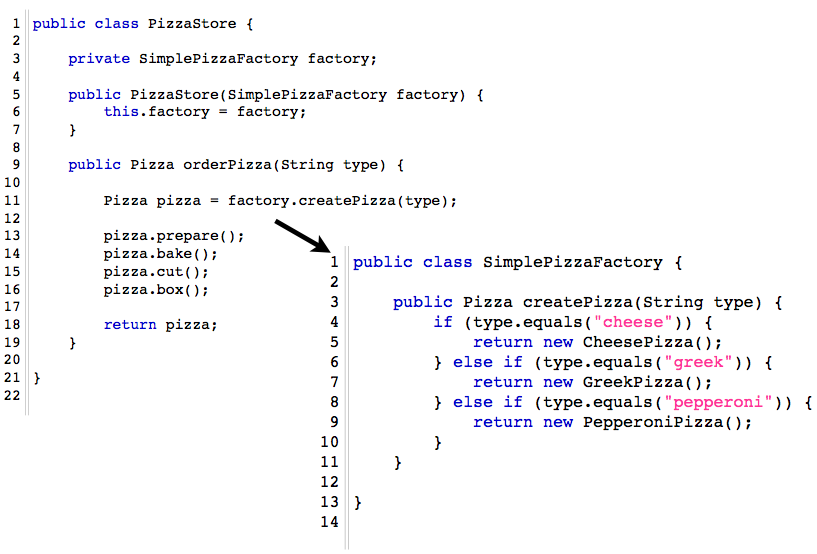 1 public class PizzaStore {
2
3     private SimplePizzaFactory factory;
4
5     public PizzaStore(SimplePizzaFactory factory) {
6         this.factory = factory;
7     }
8
9     public Pizza orderPizza(String type) {
10
11         Pizza pizza = factory.createPizza(type);
12
13         pizza.prepare();
14         pizza.bake();
15         pizza.cut();
16         pizza.box();
17
18         return pizza;
19     }
20
21 }
22
1 public class SimplePizzaFactory {
2
3     public Pizza createPizza(String type) {
4         if (type.equals("cheese")) {
5             return new CheesePizza();
6         } else if (type.equals("greek")) {
7             return new GreekPizza();
8         } else if (type.equals("pepperoni")) {
9             return new PepperoniPizza();
10         }
11     }
12
13 }
14